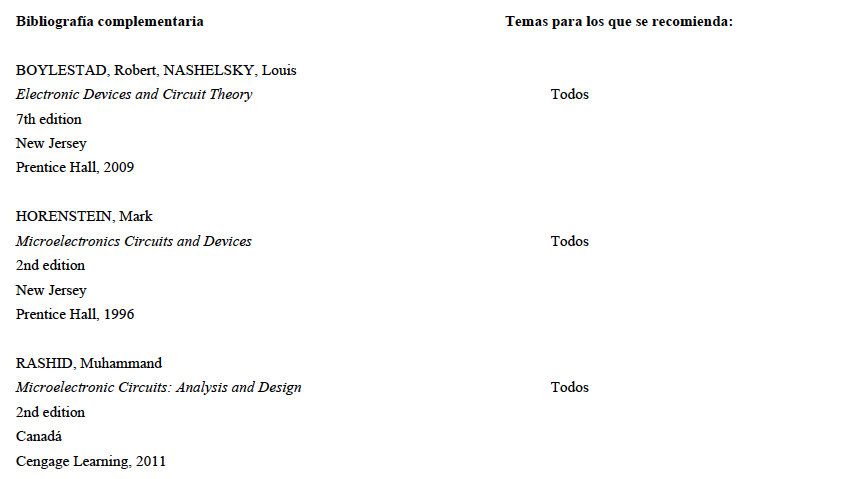 Bibliografía complementaria Temas para los que se recomienda:
BOYLESTAD, Robert, NASHELSKY, Louis
Electronic Devices and Circuit Theory Todos
7th edition
New Jersey
Prentice Hall, 2009
HORENSTEIN, Mark
Microelectronics Circuits and Devices Todos
2nd edition
New Jersey
Prentice Hall, 1996
RASHID, Muhammand
Microelectronic Circuits: Analysis and Design Todos
2nd edition
Canadá
Cengage Learning, 2011